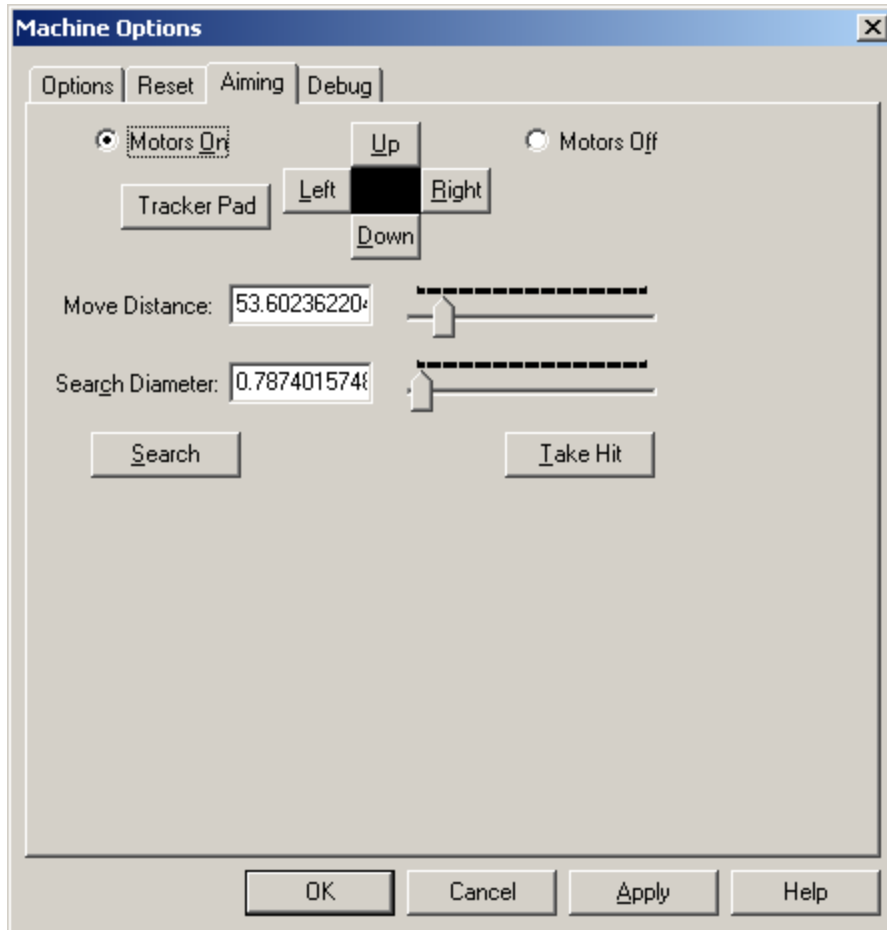 Machine Options
Options Reset Aiming Debug
Motors On Up Motors Off
Tracker Pad Left Right
Down
Move Distance: 53.602362204
Search Diameter: 0.7874015748
Search Take Hit
OK Cancel Apply Help